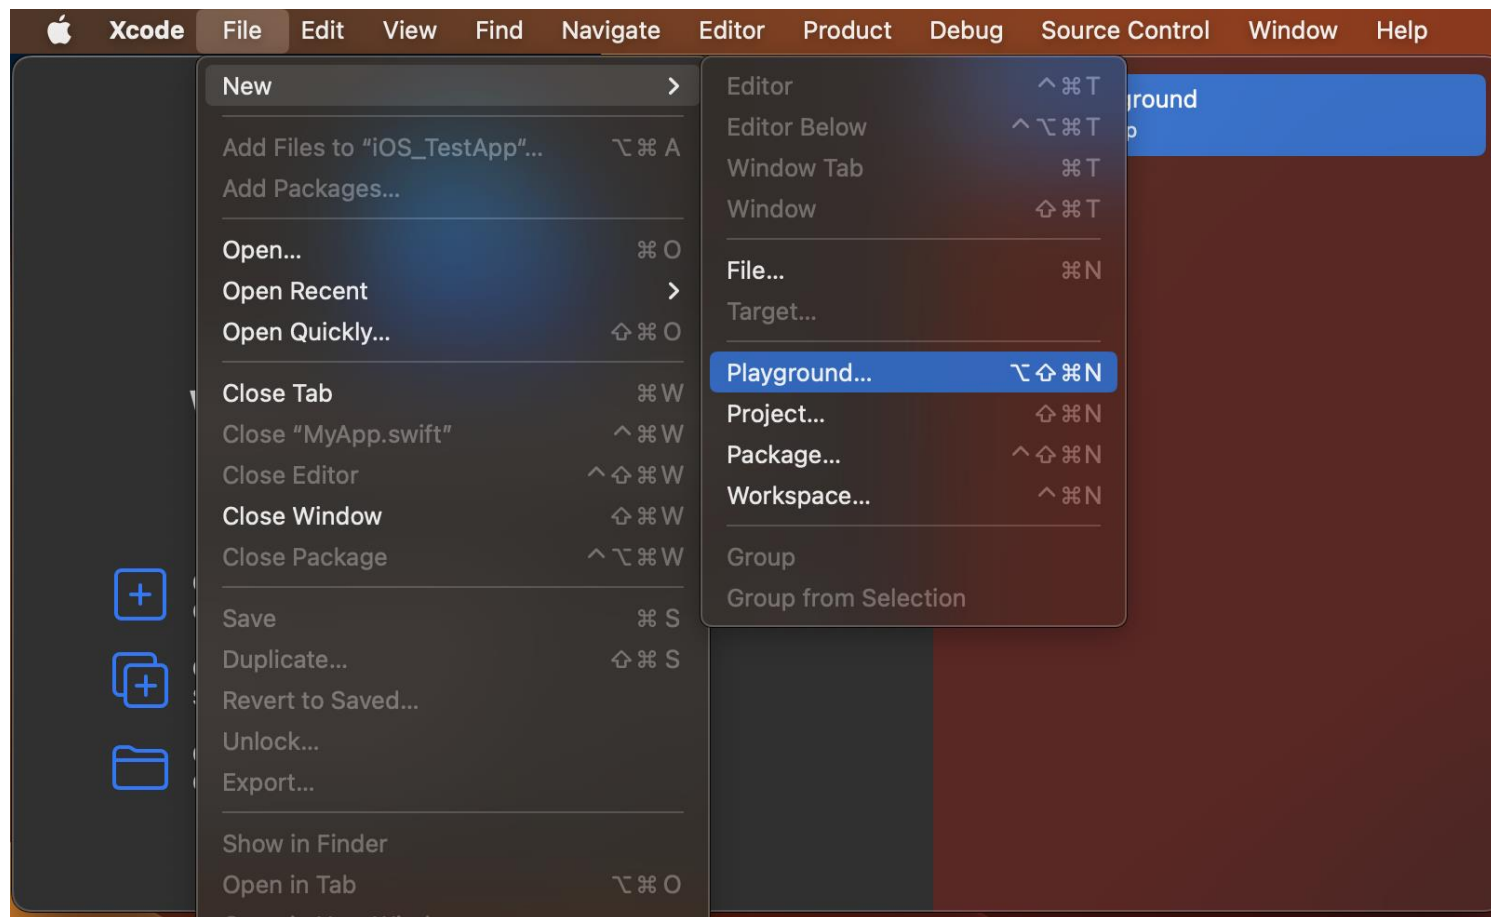 Xcode File Edit View Find Navigate Editor Product Debug Source Control Window Help
New
Add Files to “iOS_TestApp“... ⌥⌘A
Add Packages...
Open... ⌘O
Open Recent
Open Quickly... ⇧⌘O
Close Tab ⌘W
Close “MyApp.swift” ^⌘W
Close Editor ^⇧⌘W
Close Window ⇧⌘W
Close Package ^⌥⌘W
Save ⌘S
Duplicate... ⇧⌘S
Revert to Saved...
Unlock...
Export...
Show in Finder
Open in Tab ⌥⌘O
Editor ^⌘T
Editor Below ^⌥⌘T
Window Tab ⌘T
Window ⇧⌘T
File... ⌘N
Target...
Playground... ⌥⇧⌘N
Project... ⇧⌘N
Package... ^⇧⌘N
Workspace... ^⌘N
Group
Group from Selection
round